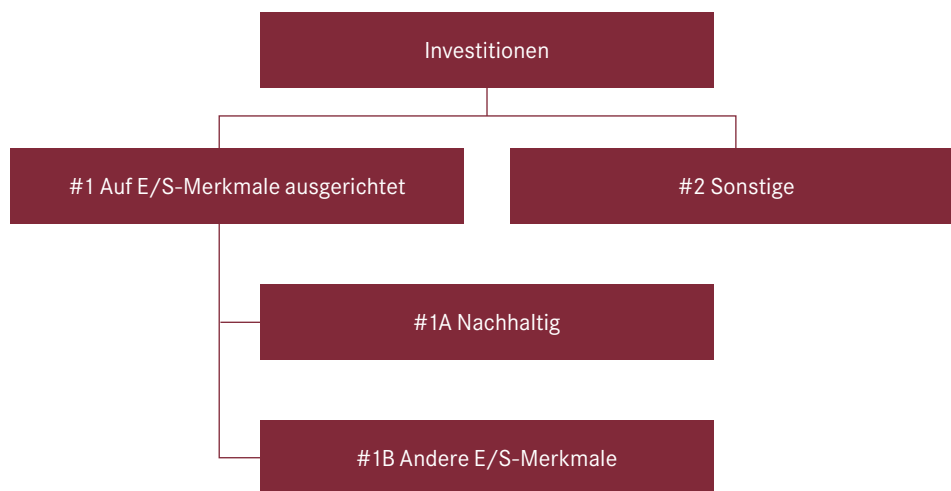 Investitionen
#1 Auf E/S-Merkmale ausgerichtet
#2 Sonstige
#1A Nachhaltig
#1B Andere E/S-Merkmale